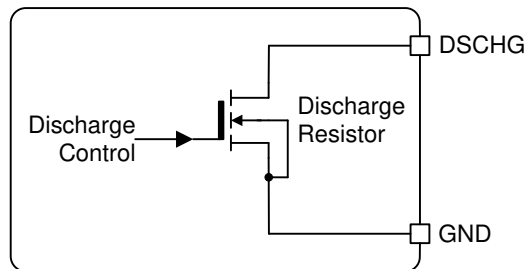 DSCHG
Discharge
Resistor
Discharge
Control
GND